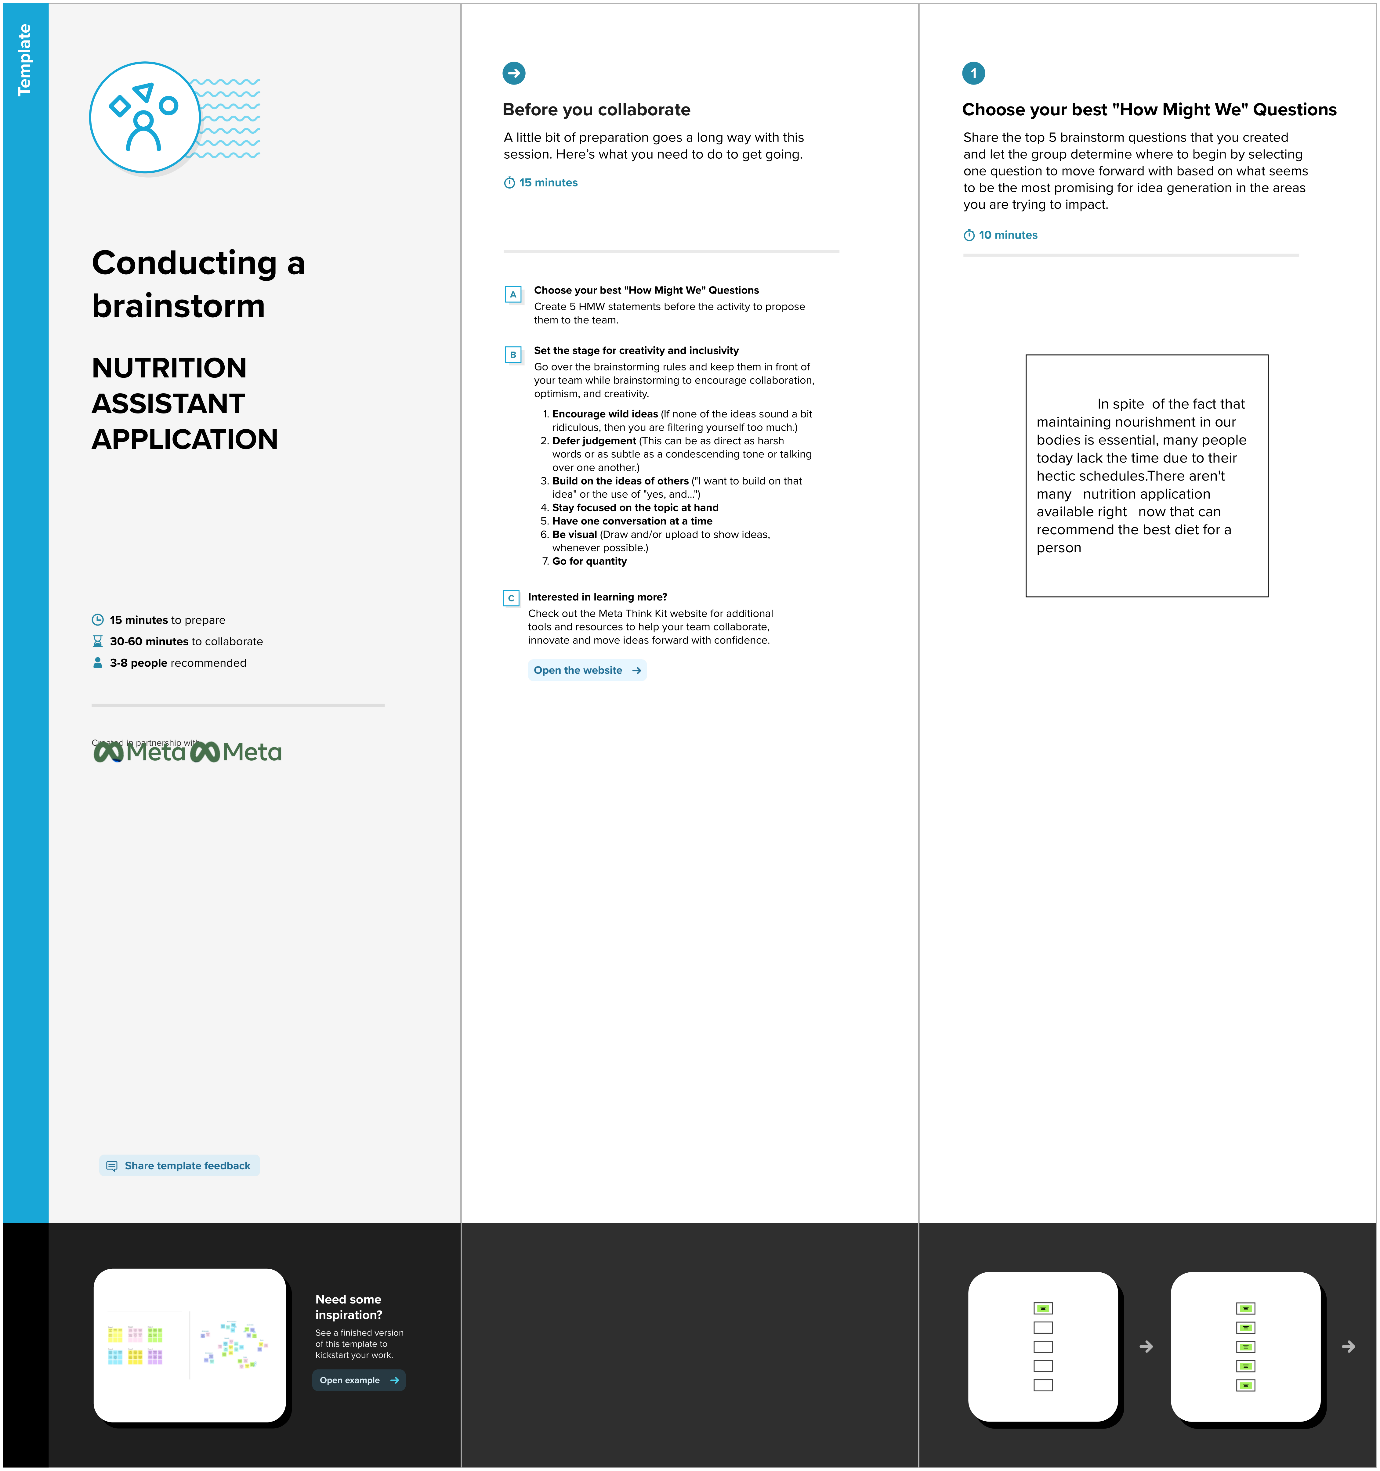 Template
Conducting a
brainstorm
NUTRITION
ASSISTANT
APPLICATION
15 minutes to prepare
30-60 minutes to collaborate
3-8 people recommended
Created in partnership with
Meta Meta
Share template feedback
Need some
inspiration?
See a finished version
of this template to
kickstart your work.
Open example
Before you collaborate
A little bit of preparation goes a long way with this
session. Here's what you need to do to get going.
15 minutes
A
Choose your best "How Might We" Questions
Create 5 HMW statements before the activity to propose
them to the team.
B
Set the stage for creativity and inclusivity
Go over the brainstorming rules and keep them in front of
your team while brainstorming to encourage collaboration,
optimism, and creativity.
1. Encourage wild ideas (If none of the ideas sound a bit
ridiculous, then you are filtering yourself too much.)
2. Defer judgement (This can be as direct as harsh
words or as subtle as a condescending tone or talking
over one another.)
3. Build on the ideas of others ("I want to build on that
idea" or the use of "yes, and...")
4. Stay focused on the topic at hand
5. Have one conversation at a time
6. Be visual (Draw and/or upload to show ideas,
whenever possible.)
7. Go for quantity
C
Interested in learning more?
Check out the Meta Think Kit website for additional
tools and resources to help your team collaborate,
innovate and move ideas forward with confidence.
Open the website
1
Choose your best "How Might We" Questions
Share the top 5 brainstorm questions that you created
and let the group determine where to begin by selecting
one question to move forward with based on what seems
to be the most promising for idea generation in the areas
you are trying to impact.
10 minutes
In spite of the fact that
maintaining nourishment in our
bodies is essential, many people
today lack the time due to their
hectic schedules.There aren't
many nutrition application
available right now that can
recommend the best diet for a
person